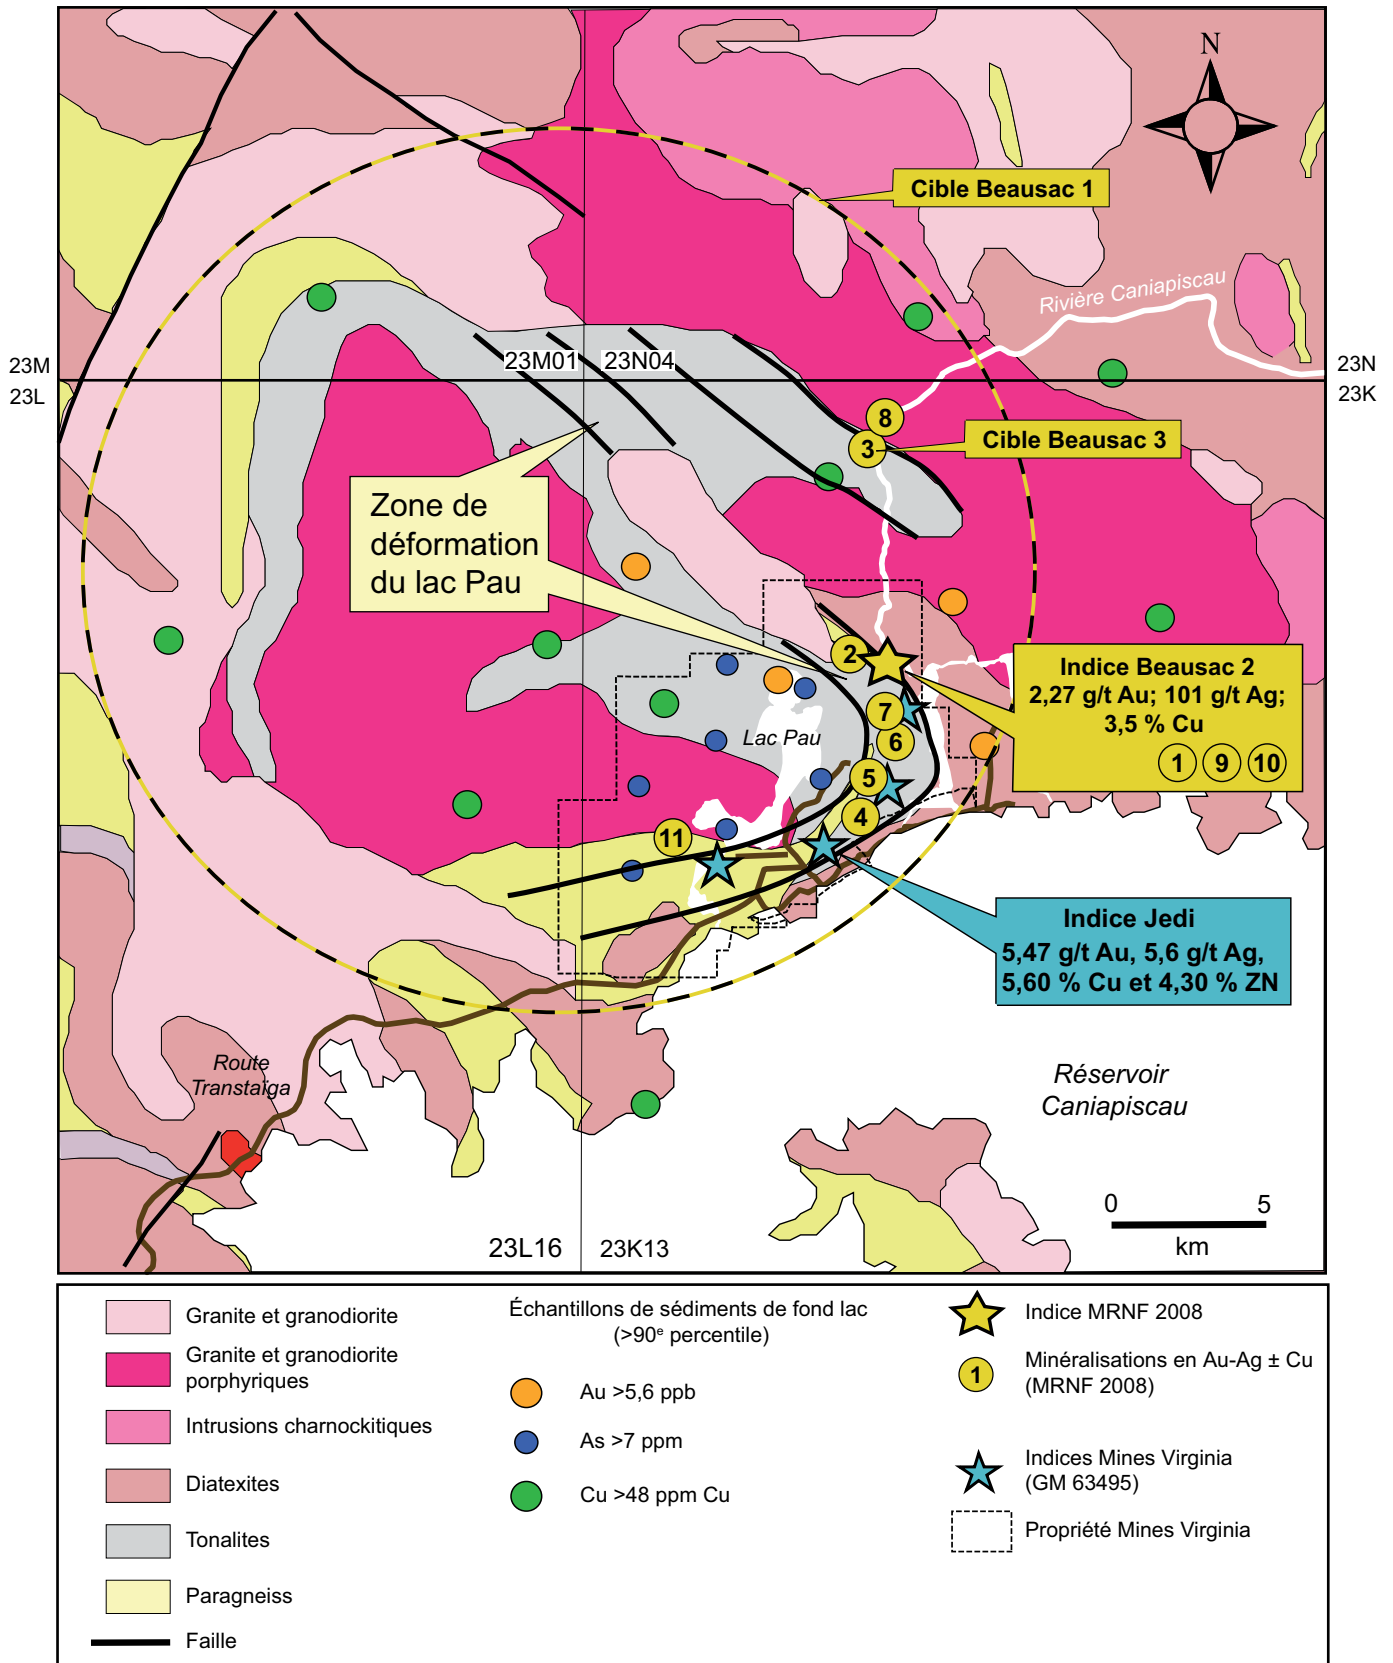 N
Cible Beausac 1
Rivière Caniapiscau
23M
23L
23M01
23N04
23N
23K
8
3
Cible Beausac 3
Zone de
déformation
du lac Pau
2
Indice Beausac 2
2,27 g/t Au; 101 g/t Ag;
3,5 % Cu
1 9 10
7
6
Lac Pau
5
4
11
Indice Jedi
5,47 g/t Au, 5,6 g/t Ag,
5,60 % Cu et 4,30 % ZN
Route
Transtaïga
Réservoir
Caniapiscau
0 5
km
23L16
23K13
Granite et granodiorite
Granite et granodiorite
porphyriques
Intrusions charnockitiques
Diatexites
Tonalites
Paragneiss
Faille
Échantillons de sédiments de fond lac
(>90e percentile)
Au >5,6 ppb
As >7 ppm
Cu >48 ppm Cu
Indice MRNF 2008
1
Minéralisations en Au-Ag ± Cu
(MRNF 2008)
Indices Mines Virginia
(GM 63495)
Propriété Mines Virginia